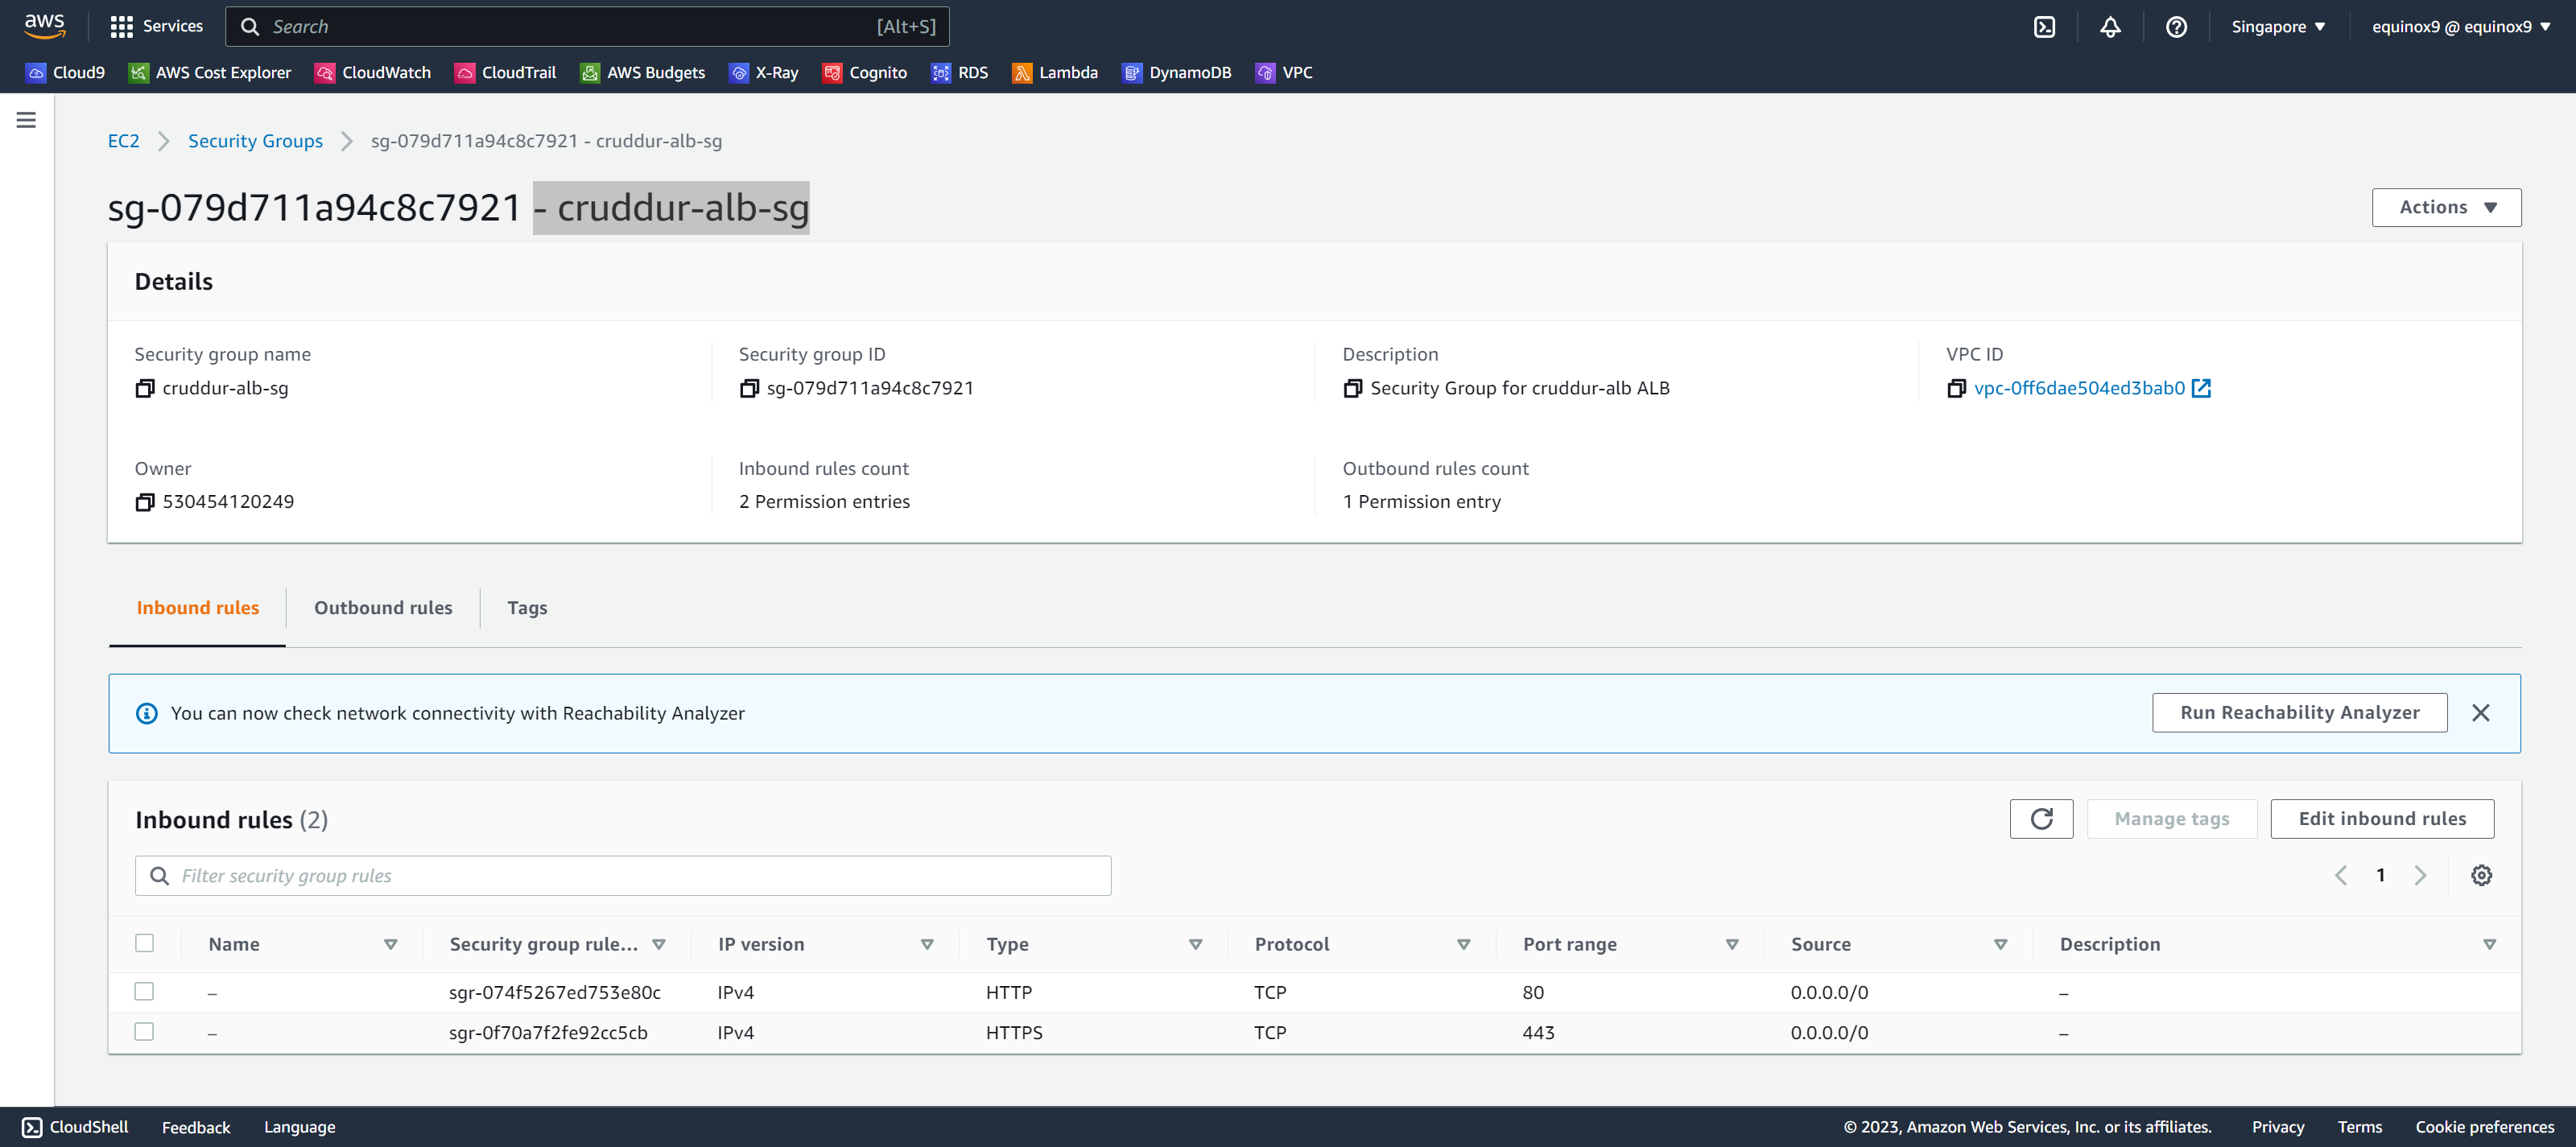 aws Services Search [Alt+S] Singapore equinox9 @ equinox9
Cloud9 AWS Cost Explorer CloudWatch CloudTrail AWS Budgets X-Ray Cognito RDS Lambda DynamoDB VPC
EC2 Security Groups sg-079d711a94c8c7921 - cruddur-alb-sg
sg-079d711a94c8c7921 - cruddur-alb-sg Actions
Details
Security group name Security group ID Description VPC ID
cruddur-alb-sg sg-079d711a94c8c7921 Security Group for cruddur-alb ALB vpc-0ff6dae504ed3bab0
Owner Inbound rules count Outbound rules count
530454120249 2 Permission entries 1 Permission entry
Inbound rules Outbound rules Tags
You can now check network connectivity with Reachability Analyzer Run Reachability Analyzer
Inbound rules (2) Manage tags Edit inbound rules
Filter security group rules 1
Name Security group rule... IP version Type Protocol Port range Source Description
– sgr-074f5267ed753e80c IPv4 HTTP TCP 80 0.0.0.0/0 –
– sgr-0f70a7f2fe92cc5cb IPv4 HTTPS TCP 443 0.0.0.0/0 –
CloudShell Feedback Language © 2023, Amazon Web Services, Inc. or its affiliates. Privacy Terms Cookie preferences